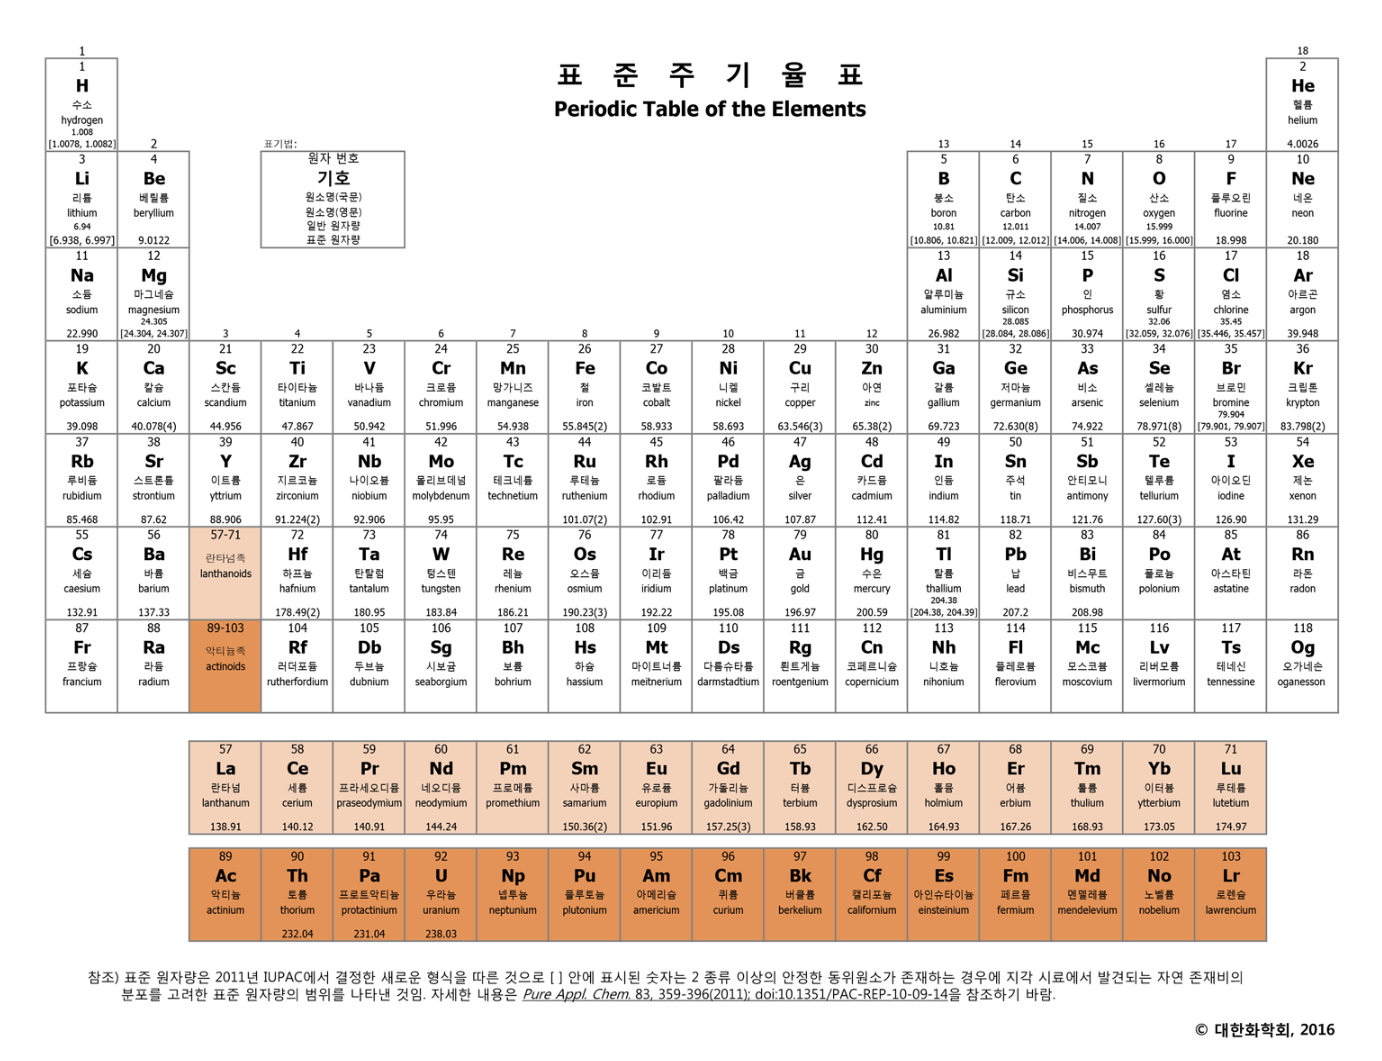 표 준 주 기 율 표
Periodic Table of the Elements
1
18
1
H
수소
hydrogen
1.008
[1.0078, 1.0082]
2
He
헬륨
helium
4.0026
2
13
14
15
16
17
표기법:
원자 번호
기호
원소명(국문)
원소명(영문)
일반 원자량
표준 원자량
3
Li
리튬
lithium
6.94
[6.938, 6.997]
4
Be
베릴륨
beryllium
9.0122
5
B
붕소
boron
10.81
[10.806, 10.821]
6
C
탄소
carbon
12.011
[12.009, 12.012]
7
N
질소
nitrogen
14.007
[14.006, 14.008]
8
O
산소
oxygen
15.999
[15.999, 16.000]
9
F
플루오린
fluorine
18.998
10
Ne
네온
neon
20.180
11
Na
소듐
sodium
22.990
12
Mg
마그네슘
magnesium
24.305
[24.304, 24.307]
13
Al
알루미늄
aluminium
26.982
14
Si
규소
silicon
28.085
[28.084, 28.086]
15
P
인
phosphorus
30.974
16
S
황
sulfur
32.06
[32.059, 32.076]
17
Cl
염소
chlorine
35.45
[35.446, 35.457]
18
Ar
아르곤
argon
39.948
3
4
5
6
7
8
9
10
11
12
19
K
포타슘
potassium
39.098
20
Ca
칼슘
calcium
40.078(4)
21
Sc
스칸듐
scandium
44.956
22
Ti
타이타늄
titanium
47.867
23
V
바나듐
vanadium
50.942
24
Cr
크로뮴
chromium
51.996
25
Mn
망가니즈
manganese
54.938
26
Fe
철
iron
55.845(2)
27
Co
코발트
cobalt
58.933
28
Ni
니켈
nickel
58.693
29
Cu
구리
copper
63.546(3)
30
Zn
아연
zinc
65.38(2)
31
Ga
갈륨
gallium
69.723
32
Ge
저마늄
germanium
72.630(8)
33
As
비소
arsenic
74.922
34
Se
셀레늄
selenium
78.971(8)
35
Br
브로민
bromine
79.904
[79.901, 79.907]
36
Kr
크립톤
krypton
83.798(2)
37
Rb
루비듐
rubidium
85.468
38
Sr
스트론튬
strontium
87.62
39
Y
이트륨
yttrium
88.906
40
Zr
지르코늄
zirconium
91.224(2)
41
Nb
나이오븀
niobium
92.906
42
Mo
몰리브데넘
molybdenum
95.95
43
Tc
테크네튬
technetium
44
Ru
루테늄
ruthenium
101.07(2)
45
Rh
로듐
rhodium
102.91
46
Pd
팔라듐
palladium
106.42
47
Ag
은
silver
107.87
48
Cd
카드뮴
cadmium
112.41
49
In
인듐
indium
114.82
50
Sn
주석
tin
118.71
51
Sb
안티모니
antimony
121.76
52
Te
텔루륨
tellurium
127.60(3)
53
I
아이오딘
iodine
126.90
54
Xe
제논
xenon
131.29
55
Cs
세슘
caesium
132.91
56
Ba
바륨
barium
137.33
57-71
란타넘족
lanthanoids
72
Hf
하프늄
hafnium
178.49(2)
73
Ta
탄탈럼
tantalum
180.95
74
W
텅스텐
tungsten
183.84
75
Re
레늄
rhenium
186.21
76
Os
오스뮴
osmium
190.23(3)
77
Ir
이리듐
iridium
192.22
78
Pt
백금
platinum
195.08
79
Au
금
gold
196.97
80
Hg
수은
mercury
200.59
81
Tl
탈륨
thallium
204.38
[204.38, 204.39]
82
Pb
납
lead
207.2
83
Bi
비스무트
bismuth
208.98
84
Po
폴로늄
polonium
85
At
아스타틴
astatine
86
Rn
라돈
radon
87
Fr
프랑슘
francium
88
Ra
라듐
radium
89-103
악티늄족
actinoids
104
Rf
러더포듐
rutherfordium
105
Db
두브늄
dubnium
106
Sg
시보귬
seaborgium
107
Bh
보륨
bohrium
108
Hs
하슘
hassium
109
Mt
마이트너륨
meitnerium
110
Ds
다름슈타튬
darmstadtium
111
Rg
뢴트게늄
roentgenium
112
Cn
코페르니슘
copernicium
113
Nh
니호늄
nihonium
114
Fl
플레로븀
flerovium
115
Mc
모스코븀
moscovium
116
Lv
리버모륨
livermorium
117
Ts
테네신
tennessine
118
Og
오가네손
oganesson
57
La
란타넘
lanthanum
138.91
58
Ce
세륨
cerium
140.12
59
Pr
프라세오디뮴
praseodymium
140.91
60
Nd
네오디뮴
neodymium
144.24
61
Pm
프로메튬
promethium
62
Sm
사마륨
samarium
150.36(2)
63
Eu
유로퓸
europium
151.96
64
Gd
가돌리늄
gadolinium
157.25(3)
65
Tb
터븀
terbium
158.93
66
Dy
디스프로슘
dysprosium
162.50
67
Ho
홀뮴
holmium
164.93
68
Er
어븀
erbium
167.26
69
Tm
툴륨
thulium
168.93
70
Yb
이터븀
ytterbium
173.05
71
Lu
루테튬
lutetium
174.97
89
Ac
악티늄
actinium
90
Th
토륨
thorium
232.04
91
Pa
프로트악티늄
protactinium
231.04
92
U
우라늄
uranium
238.03
93
Np
넵투늄
neptunium
94
Pu
플루토늄
plutonium
95
Am
아메리슘
americium
96
Cm
퀴륨
curium
97
Bk
버클륨
berkelium
98
Cf
캘리포늄
californium
99
Es
아인슈타이늄
einsteinium
100
Fm
페르뮴
fermium
101
Md
멘델레븀
mendelevium
102
No
노벨륨
nobelium
103
Lr
로렌슘
lawrencium
참조) 표준 원자량은 2011년 IUPAC에서 결정한 새로운 형식을 따른 것으로 [ ] 안에 표시된 숫자는 2 종류 이상의 안정한 동위원소가 존재하는 경우에 지각 시료에서 발견되는 자연 존재비의
분포를 고려한 표준 원자량의 범위를 나타낸 것임. 자세한 내용은 Pure Appl. Chem. 83, 359-396(2011); doi:10.1351/PAC-REP-10-09-14을 참조하기 바람.
© 대한화학회, 2016